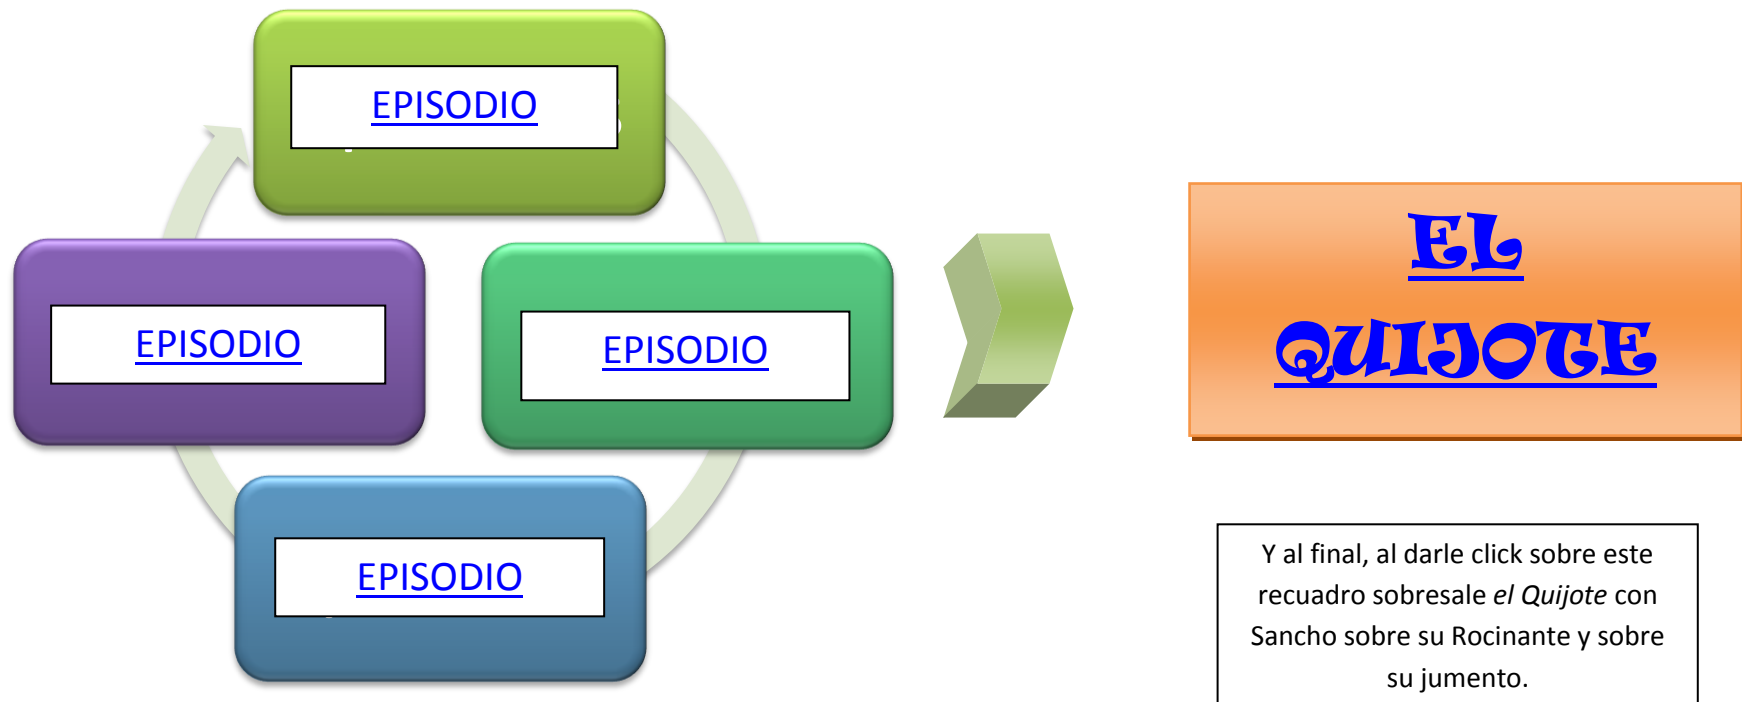 EPISODIO
EPISODIO
EPISODIO
EPISODIO
EL
QUIJOTE
Y al final, al darle click sobre este
recuadro sobresale el Quijote con
Sancho sobre su Rocinante y sobre
su jumento.